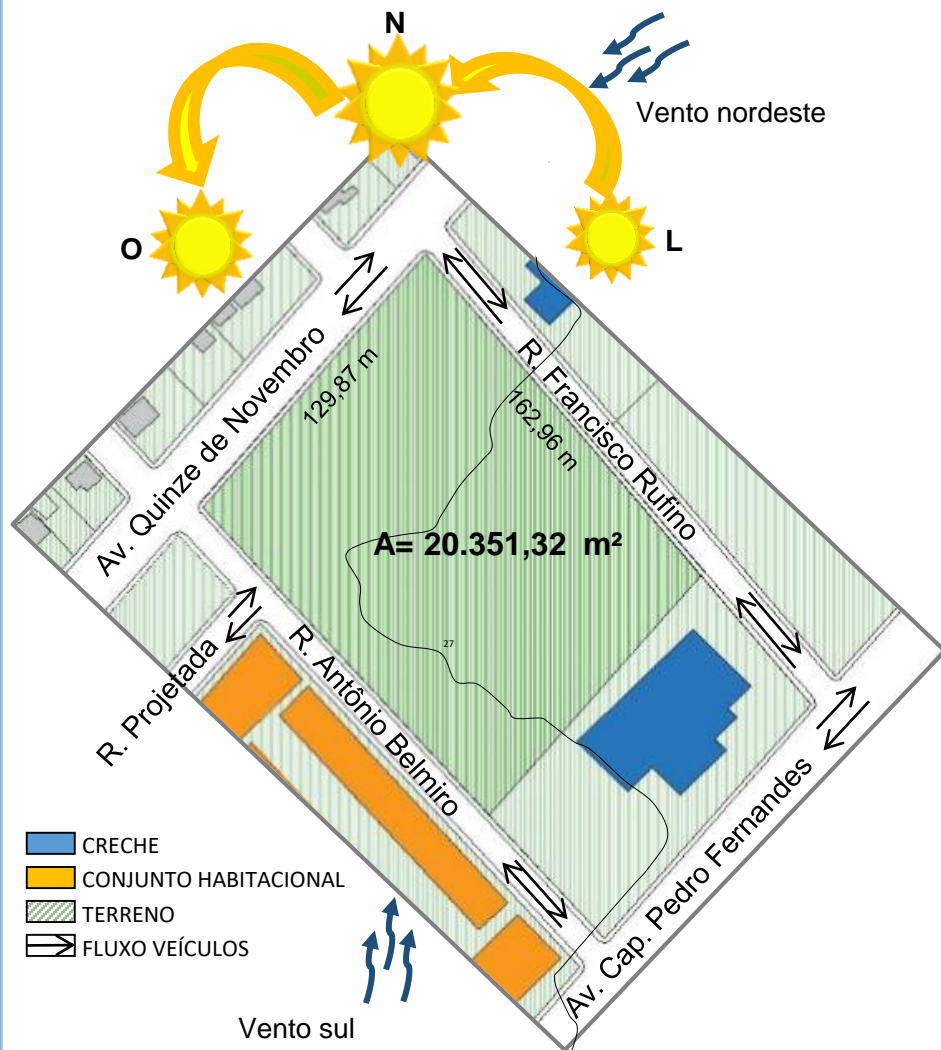 N
Vento nordeste
O
L
Av. Quinze de Novembro
129,87 m
R. Francisco Rufino
162,96 m
A= 20.351,32 m²
27
R. Projetada
R. Antônio Belmiro
Av. Cap. Pedro Fernandes
CRECHE
CONJUNTO HABITACIONAL
TERRENO
FLUXO VEÍCULOS
Vento sul